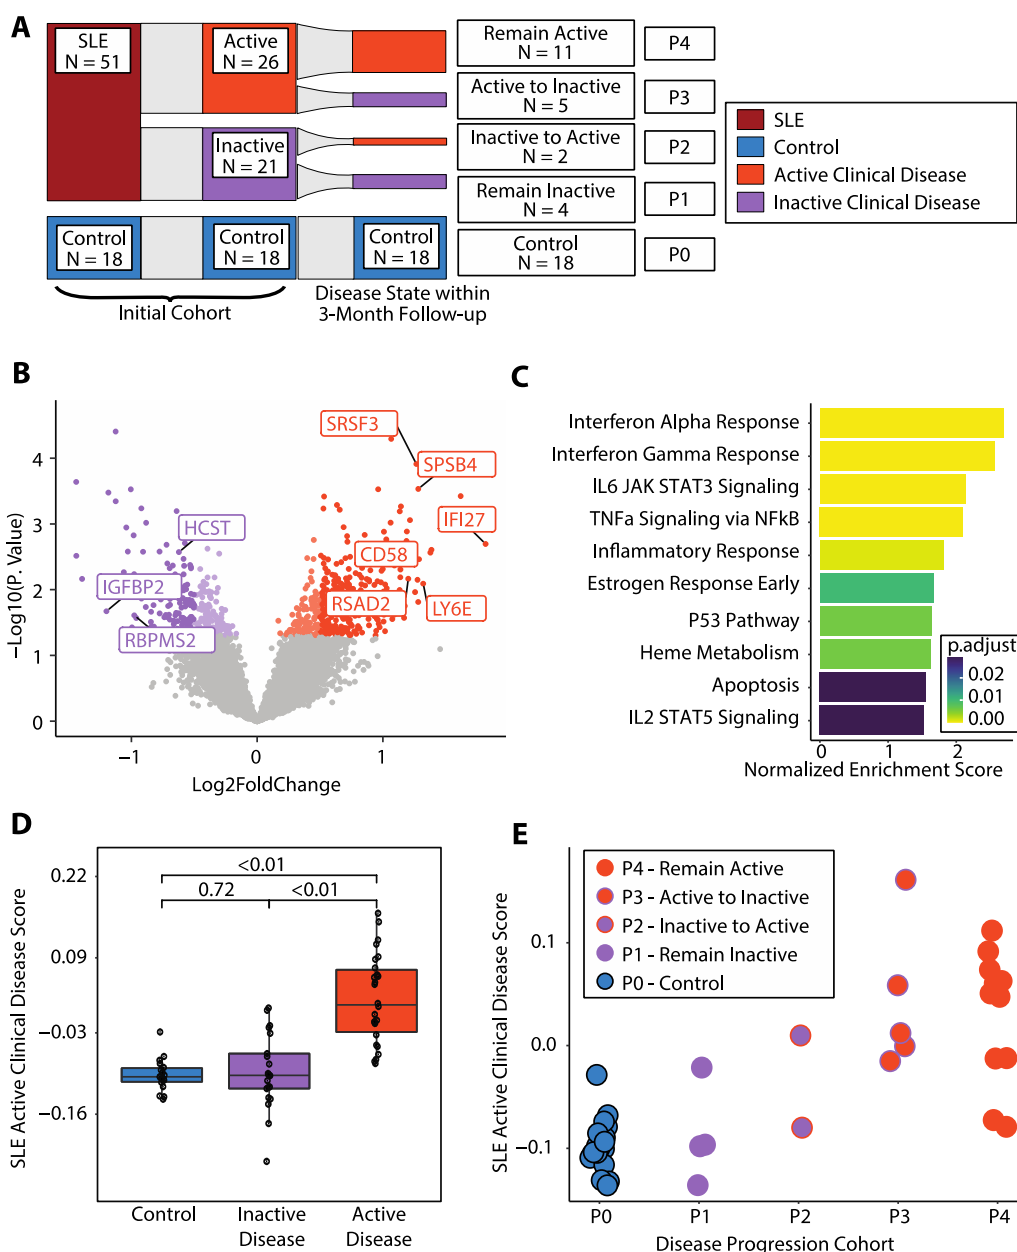 A
SLE
N = 51
Active
N = 26
Inactive
N = 21
Control
N = 18
Control
N = 18
Control
N = 18
Remain Active
N = 11
Active to Inactive
N = 5
Inactive to Active
N = 2
Remain Inactive
N = 4
Control
N = 18
P4
P3
P2
P1
P0
SLE
Control
Active Clinical Disease
Inactive Clinical Disease
Initial Cohort
Disease State within
3-Month Follow-up
B
−Log10(P. Value)
4
3
2
1
0
−1
0
1
Log2FoldChange
SRSF3
SPSB4
IFI27
CD58
RSAD2
LY6E
HCST
IGFBP2
RBPMS2
C
Interferon Alpha Response
Interferon Gamma Response
IL6 JAK STAT3 Signaling
TNFa Signaling via NFkB
Inflammatory Response
Estrogen Response Early
P53 Pathway
Heme Metabolism
Apoptosis
IL2 STAT5 Signaling
p.adjust
0.02
0.01
0.00
0
1
2
Normalized Enrichment Score
D
SLE Active Clinical Disease Score
0.22
0.09
−0.03
−0.16
<0.01
0.72
<0.01
Control
Inactive
Disease
Active
Disease
E
SLE Active Clinical Disease Score
0.1
0.0
−0.1
P4 - Remain Active
P3 - Active to Inactive
P2 - Inactive to Active
P1 - Remain Inactive
P0 - Control
P0
P1
P2
P3
P4
Disease Progression Cohort